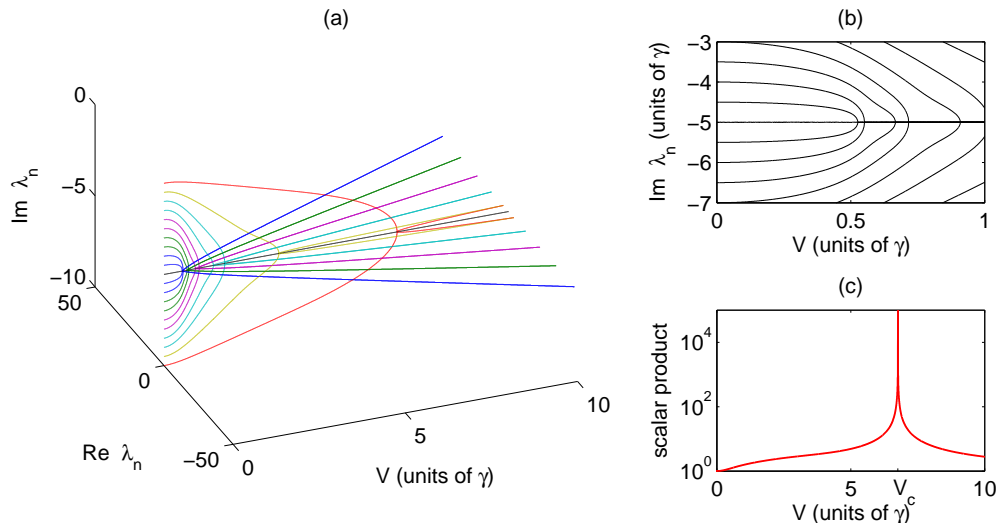 (a)
Im λn
0
−5
−10
50
0
−50
Re λn
0
5
10
V (units of γ)
(b)
Im λn (units of γ)
−3
−4
−5
−6
−7
0
0.5
1
V (units of γ)
(c)
scalar product
10^4
10^2
10^0
0
5
Vc
10
V (units of γ)